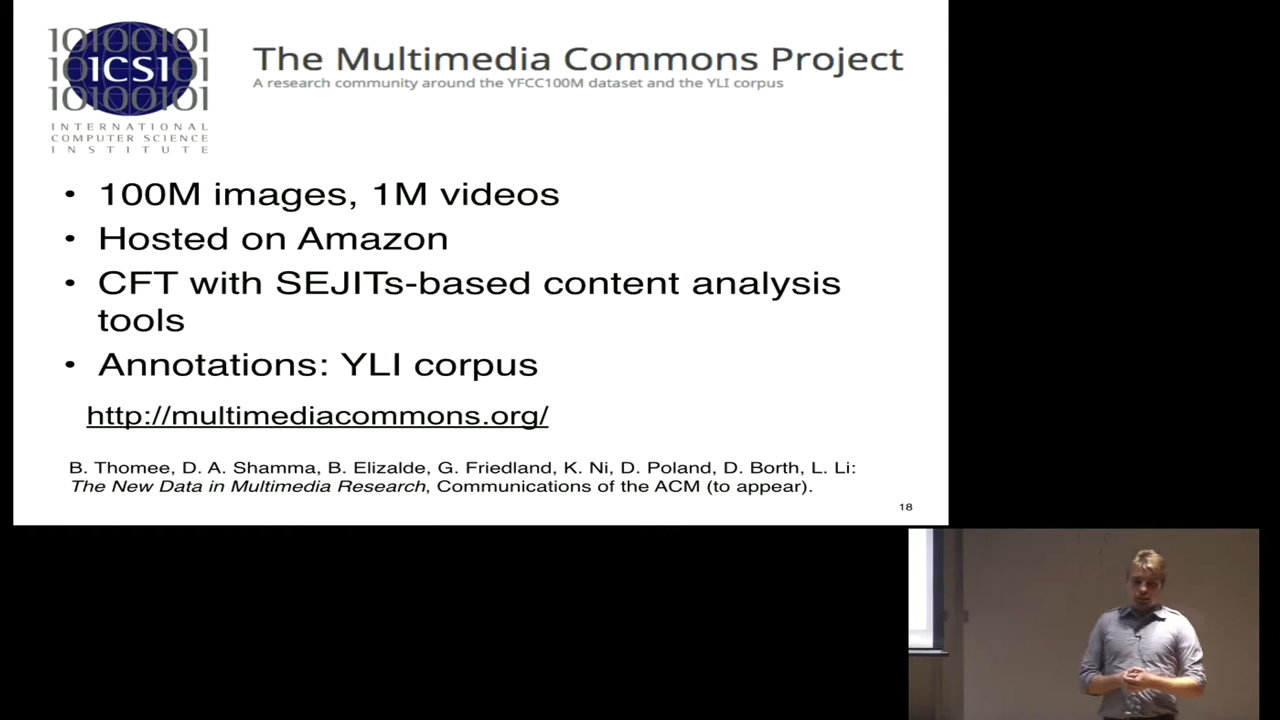 10100101
10100101
ICSI
10100101
INTERNATIONAL
COMPUTER SCIENCE
INSTITUTE
The Multimedia Commons Project
A research community around the YFCC100M dataset and the YLI corpus
• 100M images, 1M videos
• Hosted on Amazon
• CFT with SEJITs-based content analysis
tools
• Annotations: YLI corpus
http://multimediacommons.org/
B. Thomee, D. A. Shamma, B. Elizalde, G. Friedland, K. Ni, D. Poland, D. Borth, L. Li:
The New Data in Multimedia Research, Communications of the ACM (to appear).
18